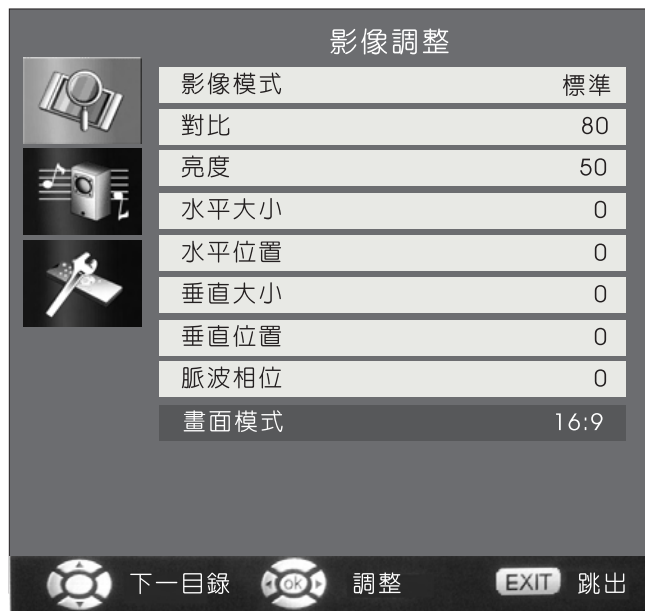 影像調整
影像模式 標準
對比 80
亮度 50
水平大小 0
水平位置 0
垂直大小 0
垂直位置 0
脈波相位 0
畫面模式 16:9
下一目錄 ok 調整 EXIT 跳出